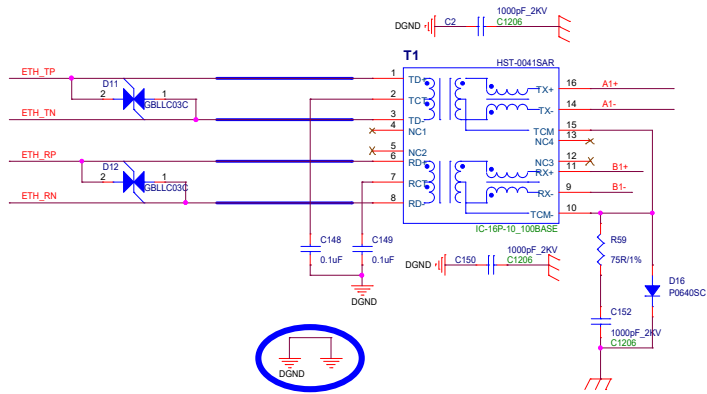 1000pF_2KV
DGND C2 C1206
T1
HST-0041SAR
ETH_TP 1 TD+ TX+ 16 A1+
D11
2 1 2 TCT TX- 14 A1-
GBLLC03C
ETH_TN 3 TD- TCM 15
4 NC1 NC4 13
5 NC2 NC3 12
ETH_RP 6 RD+ RX+ 11 B1+
D12
2 1 7 RCT RX- 9 B1-
GBLLC03C
ETH_RN 8 RD- TCM- 10
IC-16P-10_100BASE
C148 C149
0.1uF 0.1uF
1000pF_2KV
DGND C150 C1206
R59
75R/1%
D16
P0640SC
DGND
C152
1000pF_2KV
C1206
DGND